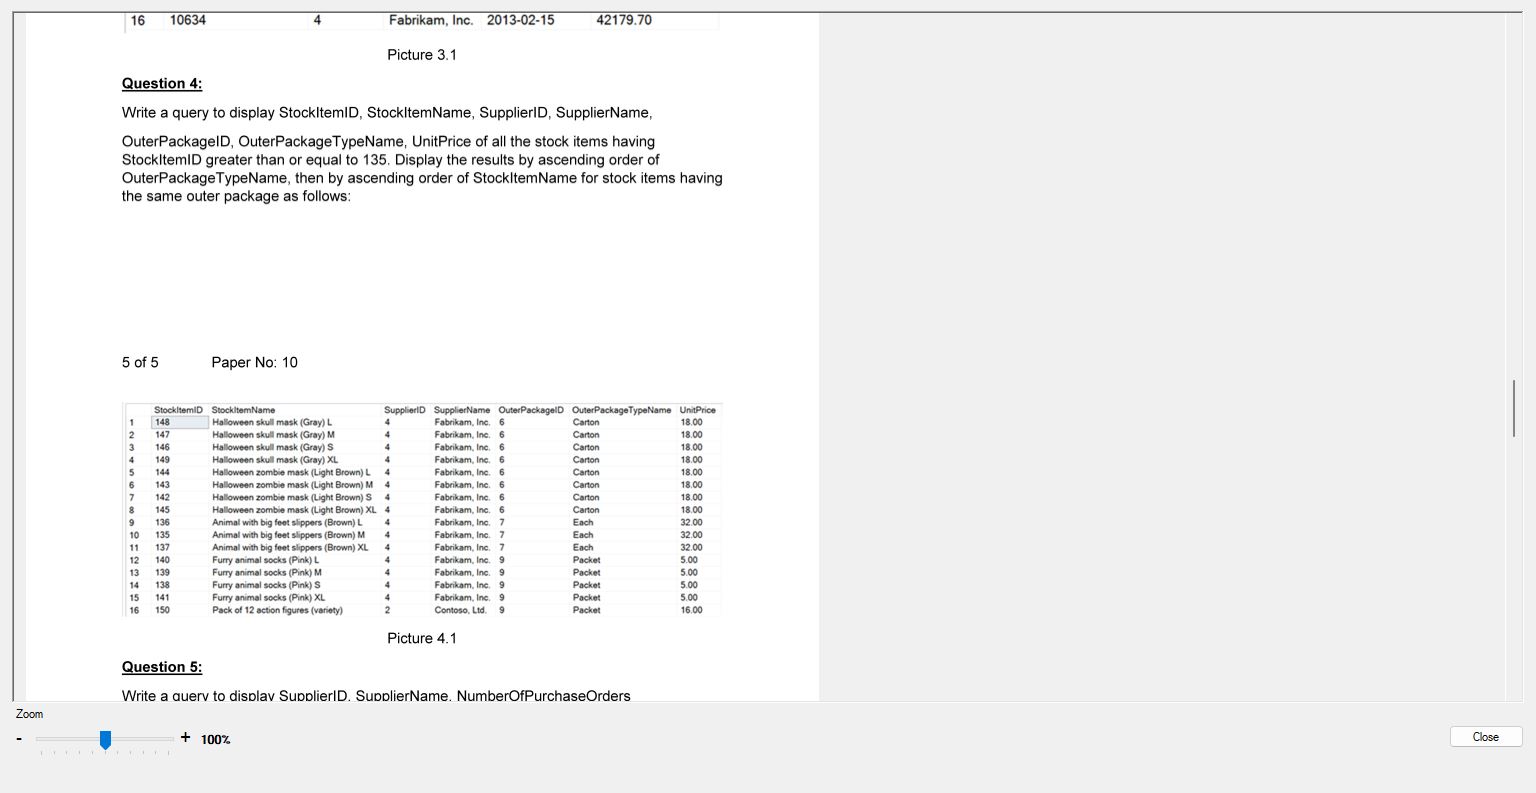 16 10634 4 Fabrikam, Inc. 2013-02-15 42179.70
Picture 3.1
Question 4:
Write a query to display StockItemID, StockItemName, SupplierID, SupplierName,
OuterPackageID, OuterPackageTypeName, UnitPrice of all the stock items having
StockItemID greater than or equal to 135. Display the results by ascending order of
OuterPackageTypeName, then by ascending order of StockItemName for stock items having
the same outer package as follows:
5 of 5 Paper No: 10
StockItemID StockItemName SupplierID SupplierName OuterPackageID OuterPackageTypeName UnitPrice
1 148 Halloween skull mask (Gray) L 4 Fabrikam, Inc. 6 Carton 18.00
2 147 Halloween skull mask (Gray) M 4 Fabrikam, Inc. 6 Carton 18.00
3 146 Halloween skull mask (Gray) S 4 Fabrikam, Inc. 6 Carton 18.00
4 149 Halloween skull mask (Gray) XL 4 Fabrikam, Inc. 6 Carton 18.00
5 144 Halloween zombie mask (Light Brown) L 4 Fabrikam, Inc. 6 Carton 18.00
6 143 Halloween zombie mask (Light Brown) M 4 Fabrikam, Inc. 6 Carton 18.00
7 142 Halloween zombie mask (Light Brown) S 4 Fabrikam, Inc. 6 Carton 18.00
8 145 Halloween zombie mask (Light Brown) XL 4 Fabrikam, Inc. 6 Carton 18.00
9 136 Animal with big feet slippers (Brown) L 4 Fabrikam, Inc. 7 Each 32.00
10 135 Animal with big feet slippers (Brown) M 4 Fabrikam, Inc. 7 Each 32.00
11 137 Animal with big feet slippers (Brown) XL 4 Fabrikam, Inc. 7 Each 32.00
12 140 Furry animal socks (Pink) L 4 Fabrikam, Inc. 9 Packet 5.00
13 139 Furry animal socks (Pink) M 4 Fabrikam, Inc. 9 Packet 5.00
14 138 Furry animal socks (Pink) S 4 Fabrikam, Inc. 9 Packet 5.00
15 141 Furry animal socks (Pink) XL 4 Fabrikam, Inc. 9 Packet 5.00
16 150 Pack of 12 action figures (variety) 2 Contoso, Ltd. 9 Packet 16.00
Picture 4.1
Question 5:
Write a query to display SupplierID, SupplierName, NumberOfPurchaseOrders
Zoom
- + 100%
Close